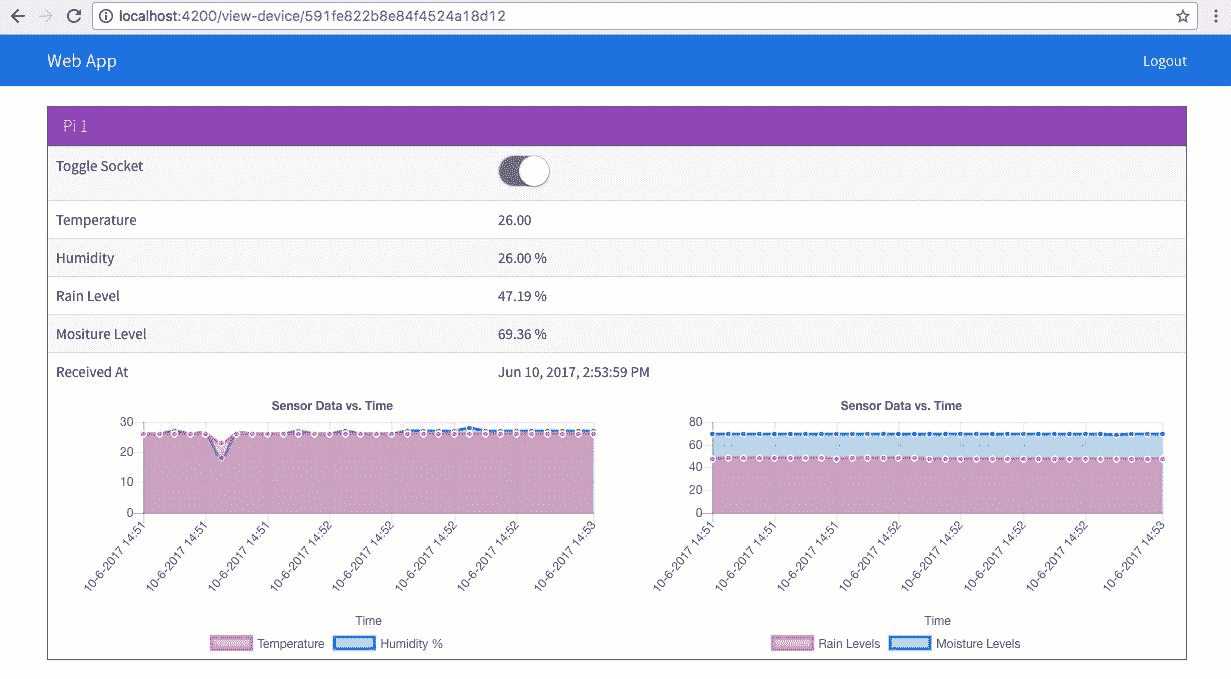 localhost:4200/view-device/591fe822b8e84f4524a18d12
Web App Logout
Pi 1
Toggle Socket
Temperature 26.00
Humidity 26.00 %
Rain Level 47.19 %
Mositure Level 69.36 %
Received At Jun 10, 2017, 2:53:59 PM
Sensor Data vs. Time
30
20
10
0
10-6-2017 14:51 10-6-2017 14:51 10-6-2017 14:51 10-6-2017 14:52 10-6-2017 14:52 10-6-2017 14:52 10-6-2017 14:52 10-6-2017 14:53
Time
Temperature Humidity %
Sensor Data vs. Time
80
60
40
20
0
10-6-2017 14:51 10-6-2017 14:51 10-6-2017 14:51 10-6-2017 14:52 10-6-2017 14:52 10-6-2017 14:52 10-6-2017 14:52 10-6-2017 14:53
Time
Rain Levels Moisture Levels